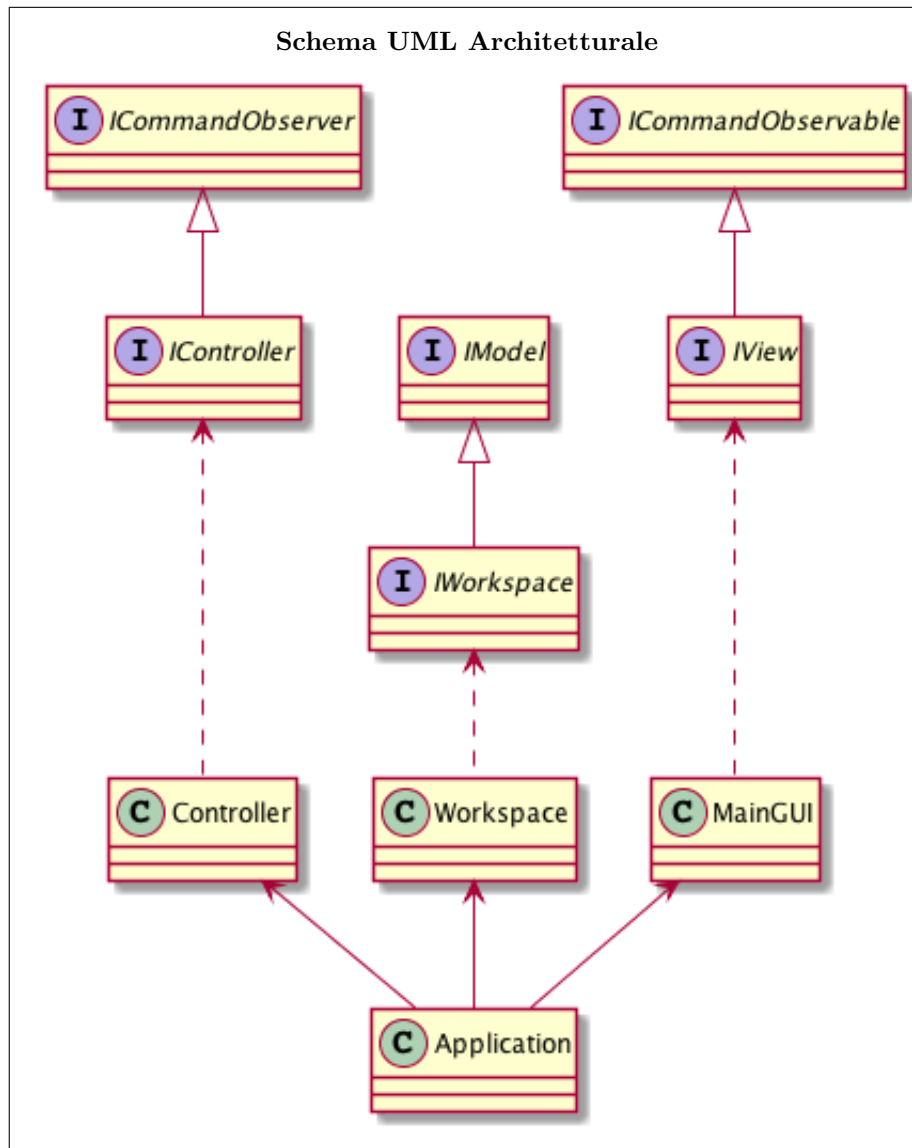 Schema UML Architetturale
I ICommandObserver
I ICommandObservable
I IController
I IModel
I IView
I IWorkspace
C Controller
C Workspace
C MainGUI
C Application